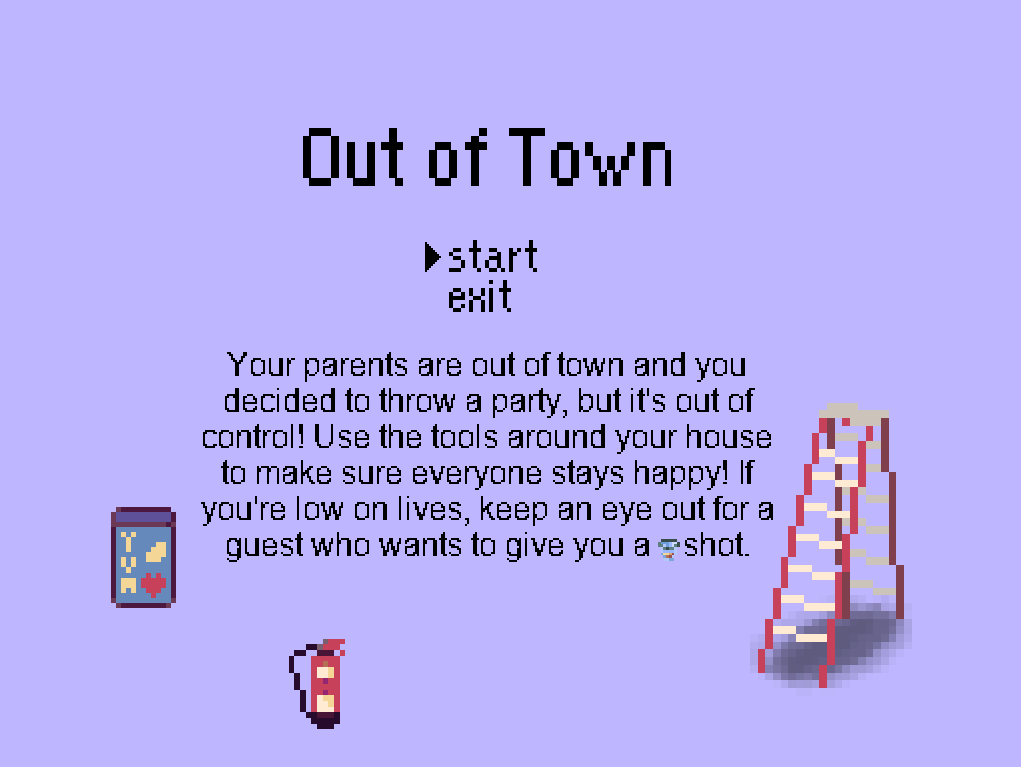 Out of Town
start
exit
Your parents are out of town and you
decided to throw a party, but it's out of
control! Use the tools around your house
to make sure everyone stays happy! If
you're low on lives, keep an eye out for a
guest who wants to give you a shot.
YUM